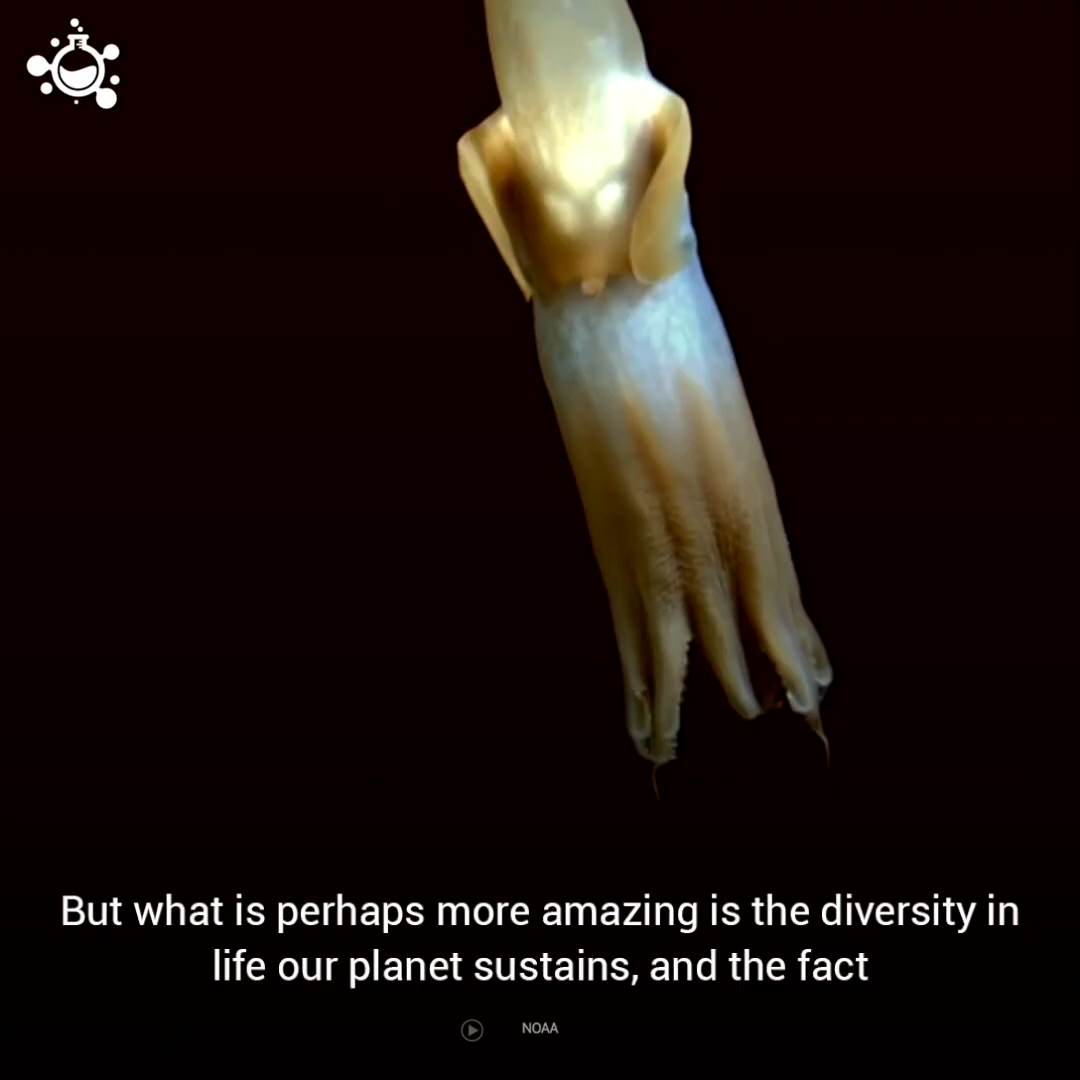 But what is perhaps more amazing is the diversity in
life our planet sustains, and the fact
NOAA